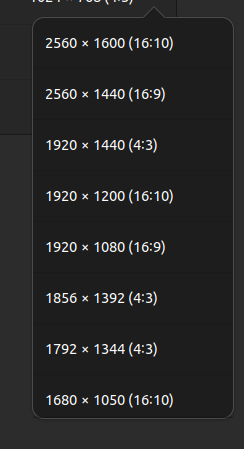 2560 × 1600 (16∶10)
2560 × 1440 (16∶9)
1920 × 1440 (4∶3)
1920 × 1200 (16∶10)
1920 × 1080 (16∶9)
1856 × 1392 (4∶3)
1792 × 1344 (4∶3)
1680 × 1050 (16∶10)